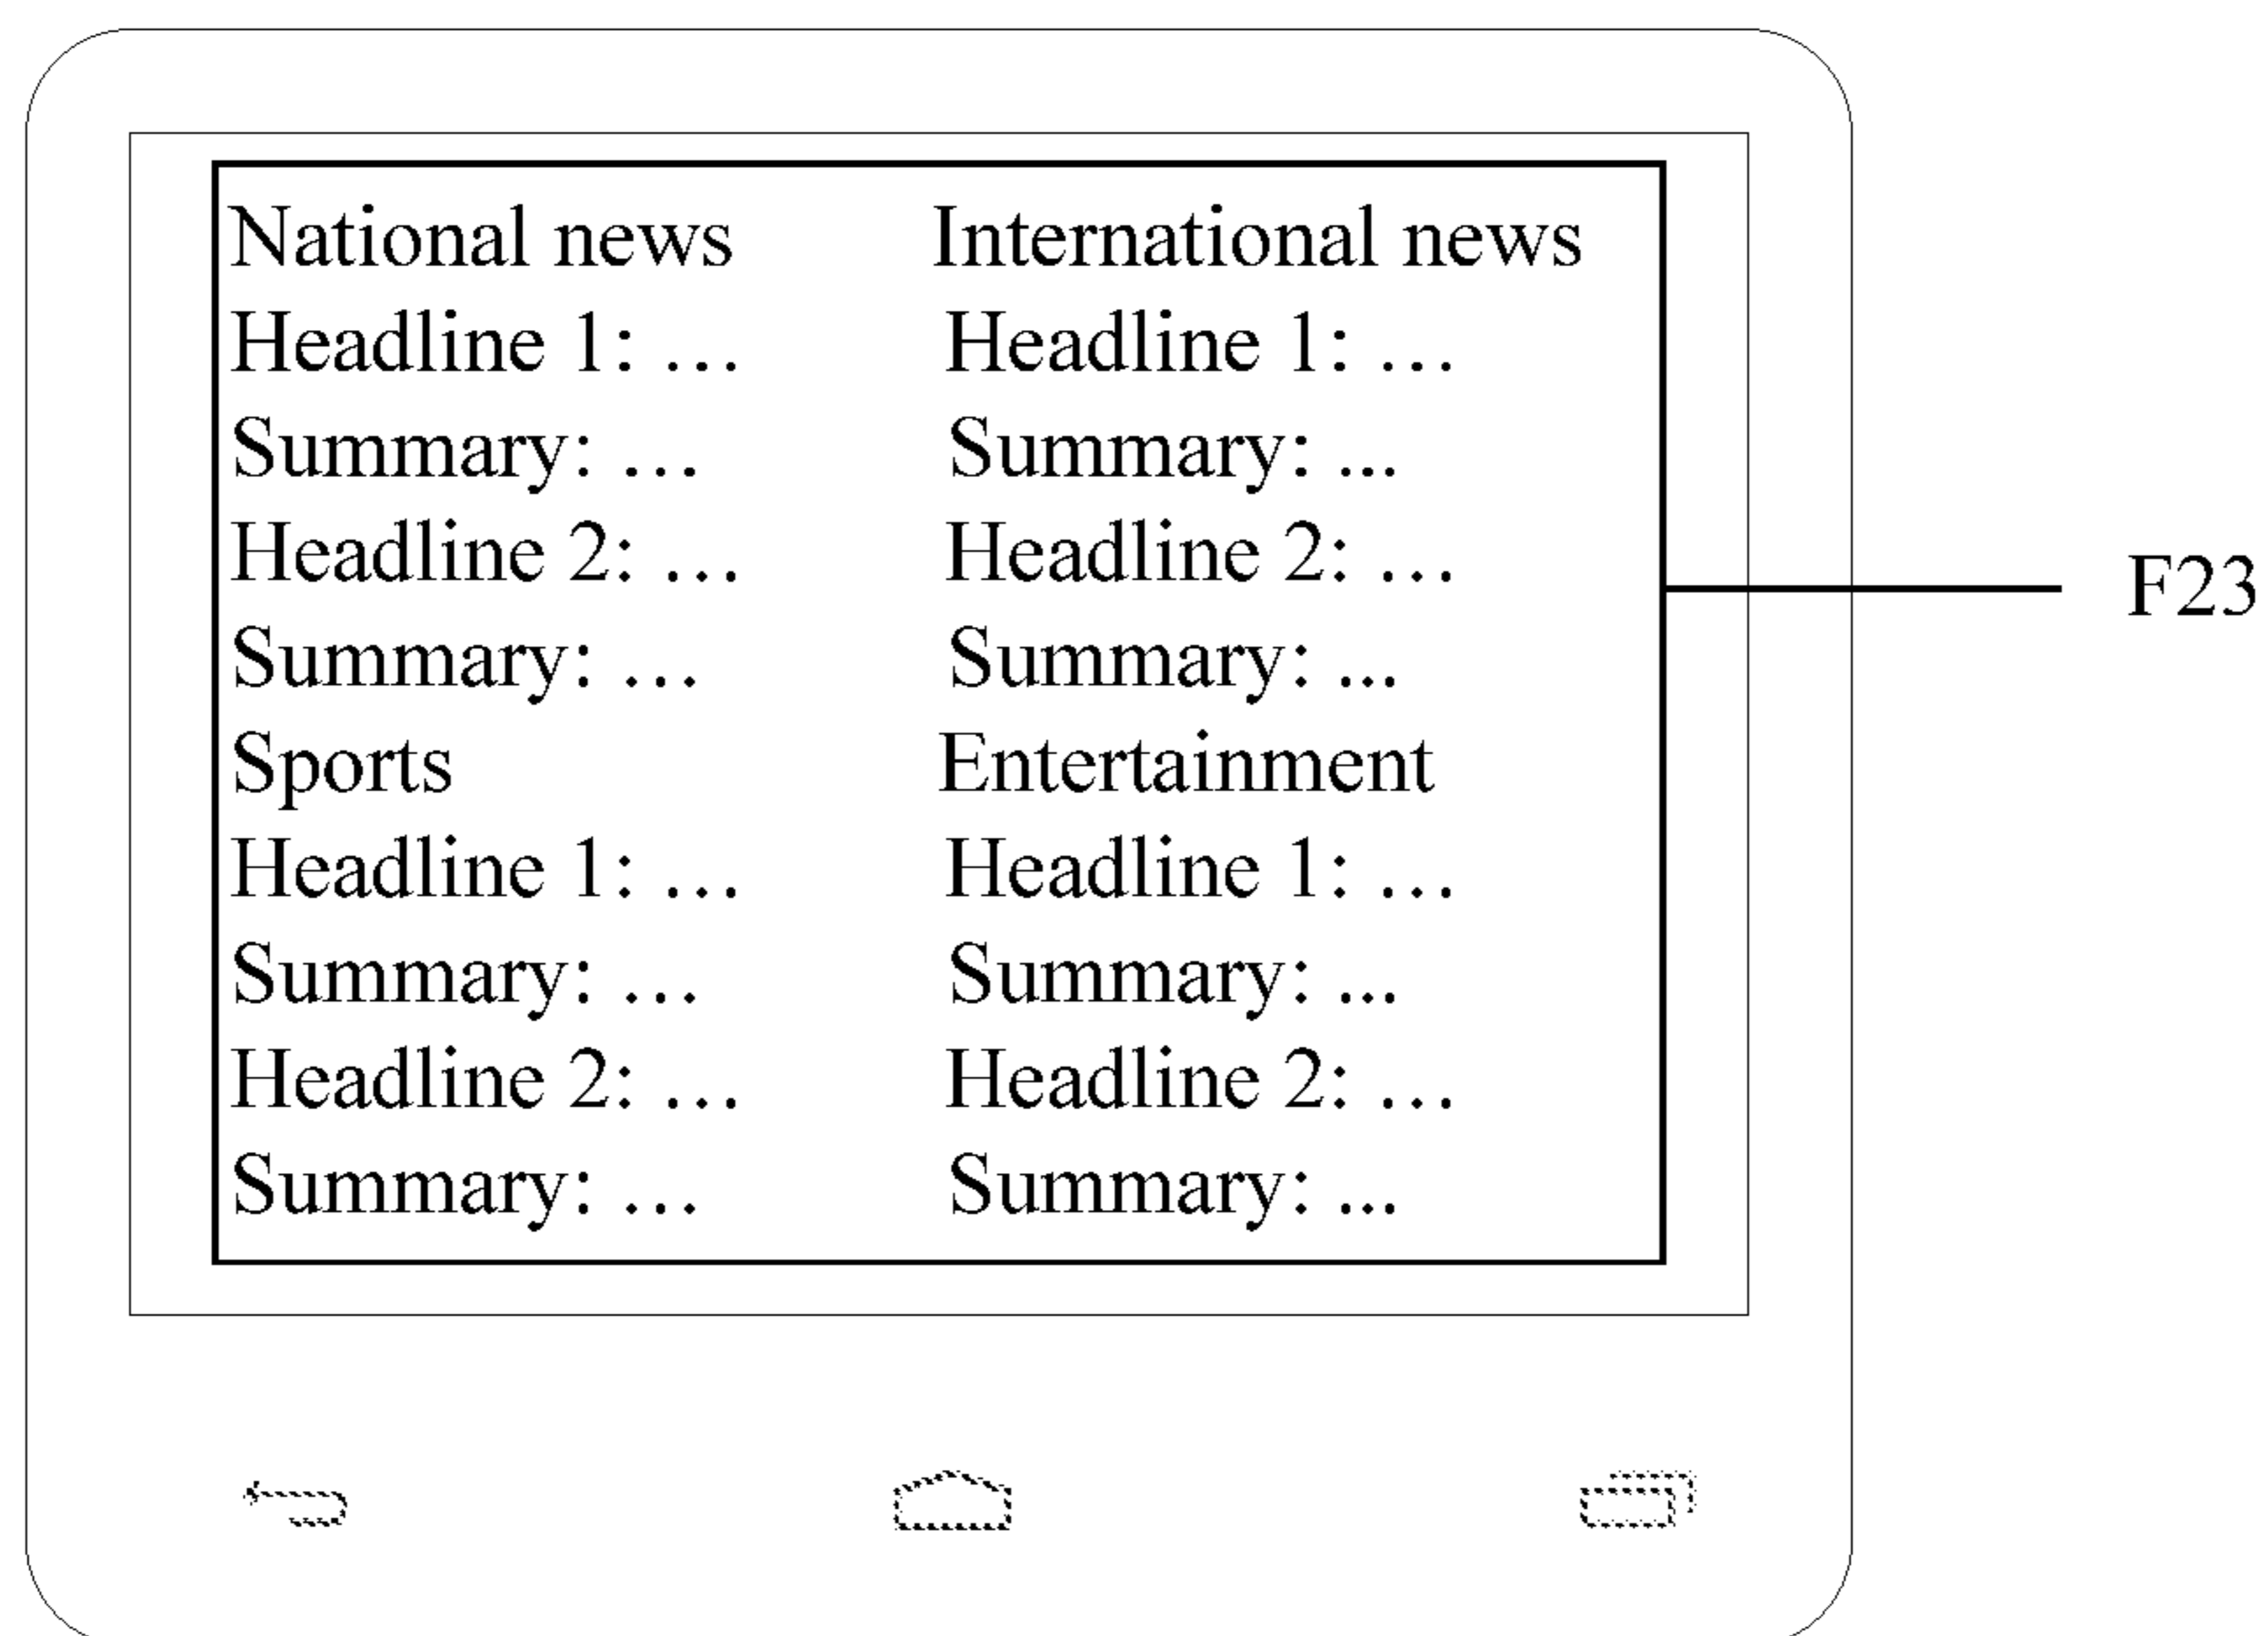 National news International news
Headline 1: … Headline 1: …
Summary: … Summary: ...
Headline 2: … Headline 2: …
Summary: … Summary: ...
Sports Entertainment
Headline 1: … Headline 1: …
Summary: … Summary: ...
Headline 2: … Headline 2: …
Summary: … Summary: ...
F23